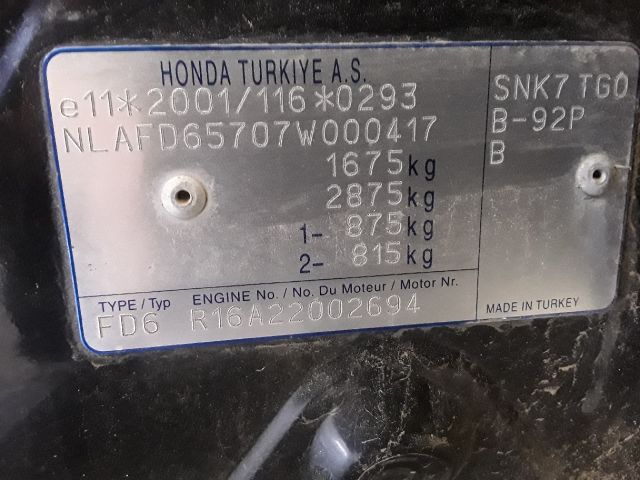 HONDA TURKIYE A.S.
e11*2001/116*0293
NLAFD65707W000417
1675kg
2875kg
1- 875kg
2- 815kg
TYPE / Typ ENGINE No. / No. Du Moteur / Motor Nr.
FD6 R16A22002694
SNK7 TG0
B-92P
B
MADE IN TURKEY